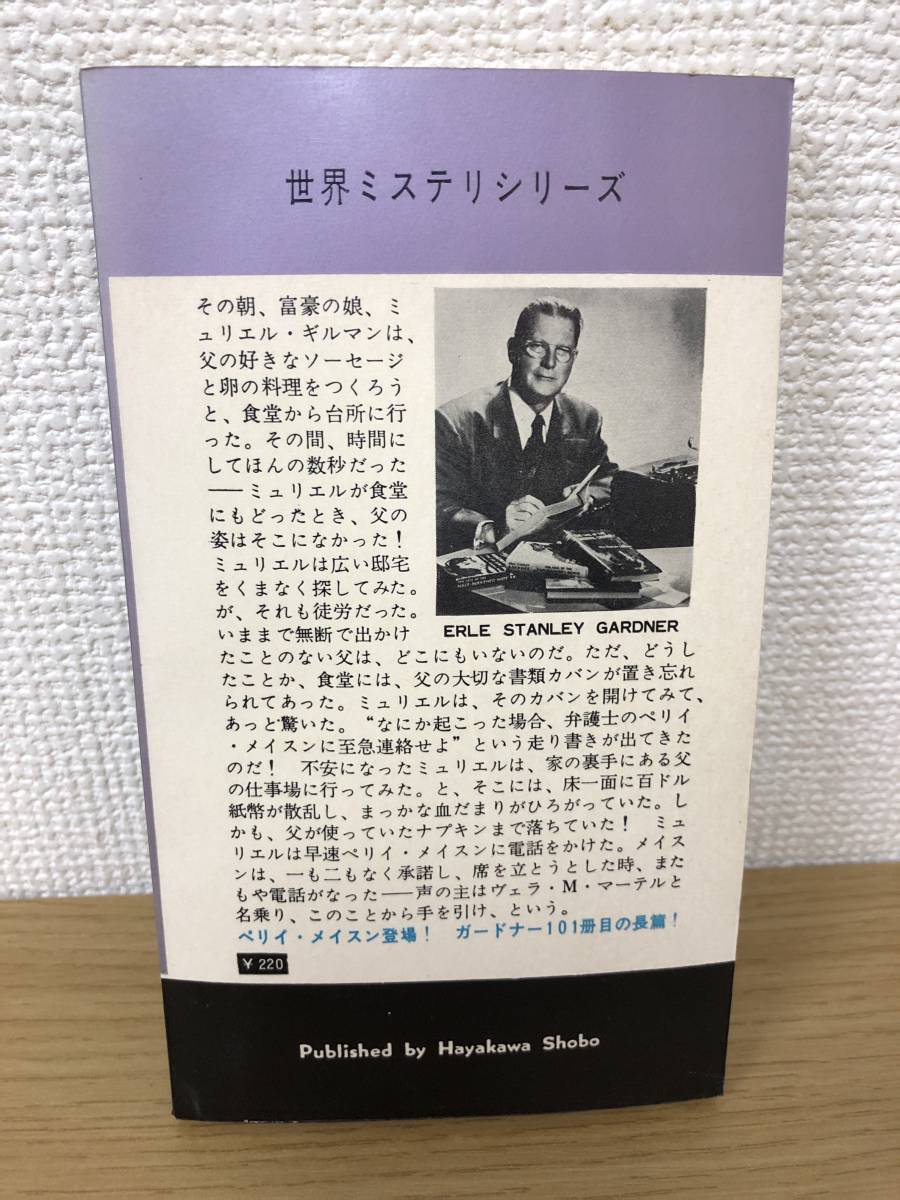 世界ミステリシリーズ
その朝、富豪の娘、ミ
ュリエル・ギルマンは、
父の好きなソーセージ
と卵の料理をつくろう
と、食堂から台所に行
った。その間、時間に
してほんの数秒だった
──ミュリエルが食堂
にもどったとき、父の
姿はそこになかった！
ミュリエルは広い邸宅
をくまなく探してみた。
が、それも徒労だった。
いままで無断で出かけ
ERLE STANLEY GARDNER
たことのない父は、どこにもいないのだ。ただ、どうし
たことか、食堂には、父の大切な書類カバンが置き忘れ
られてあった。ミュリエルは、そのカバンを開けてみて、
あっと驚いた。“なにか起こった場合、弁護士のペリイ
・メイスンに至急連絡せよ”という走り書きが出てきた
のだ！　不安になったミュリエルは、家の裏手にある父
の仕事場に行ってみた。と、そこには、床一面に百ドル
紙幣が散乱し、まっかな血だまりがひろがっていた。し
かも、父が使っていたナプキンまで落ちていた！　ミュ
リエルは早速ペリイ・メイスンに電話をかけた。メイス
ンは、一も二もなく承諾し、席を立とうとした時、また
もや電話がなった──声の主はヴェラ・M・マーテルと
名乗り、このことから手を引け、という。
ペリイ・メイスン登場！　ガードナー101冊目の長篇！
¥ 220
Published by Hayakawa Shobo